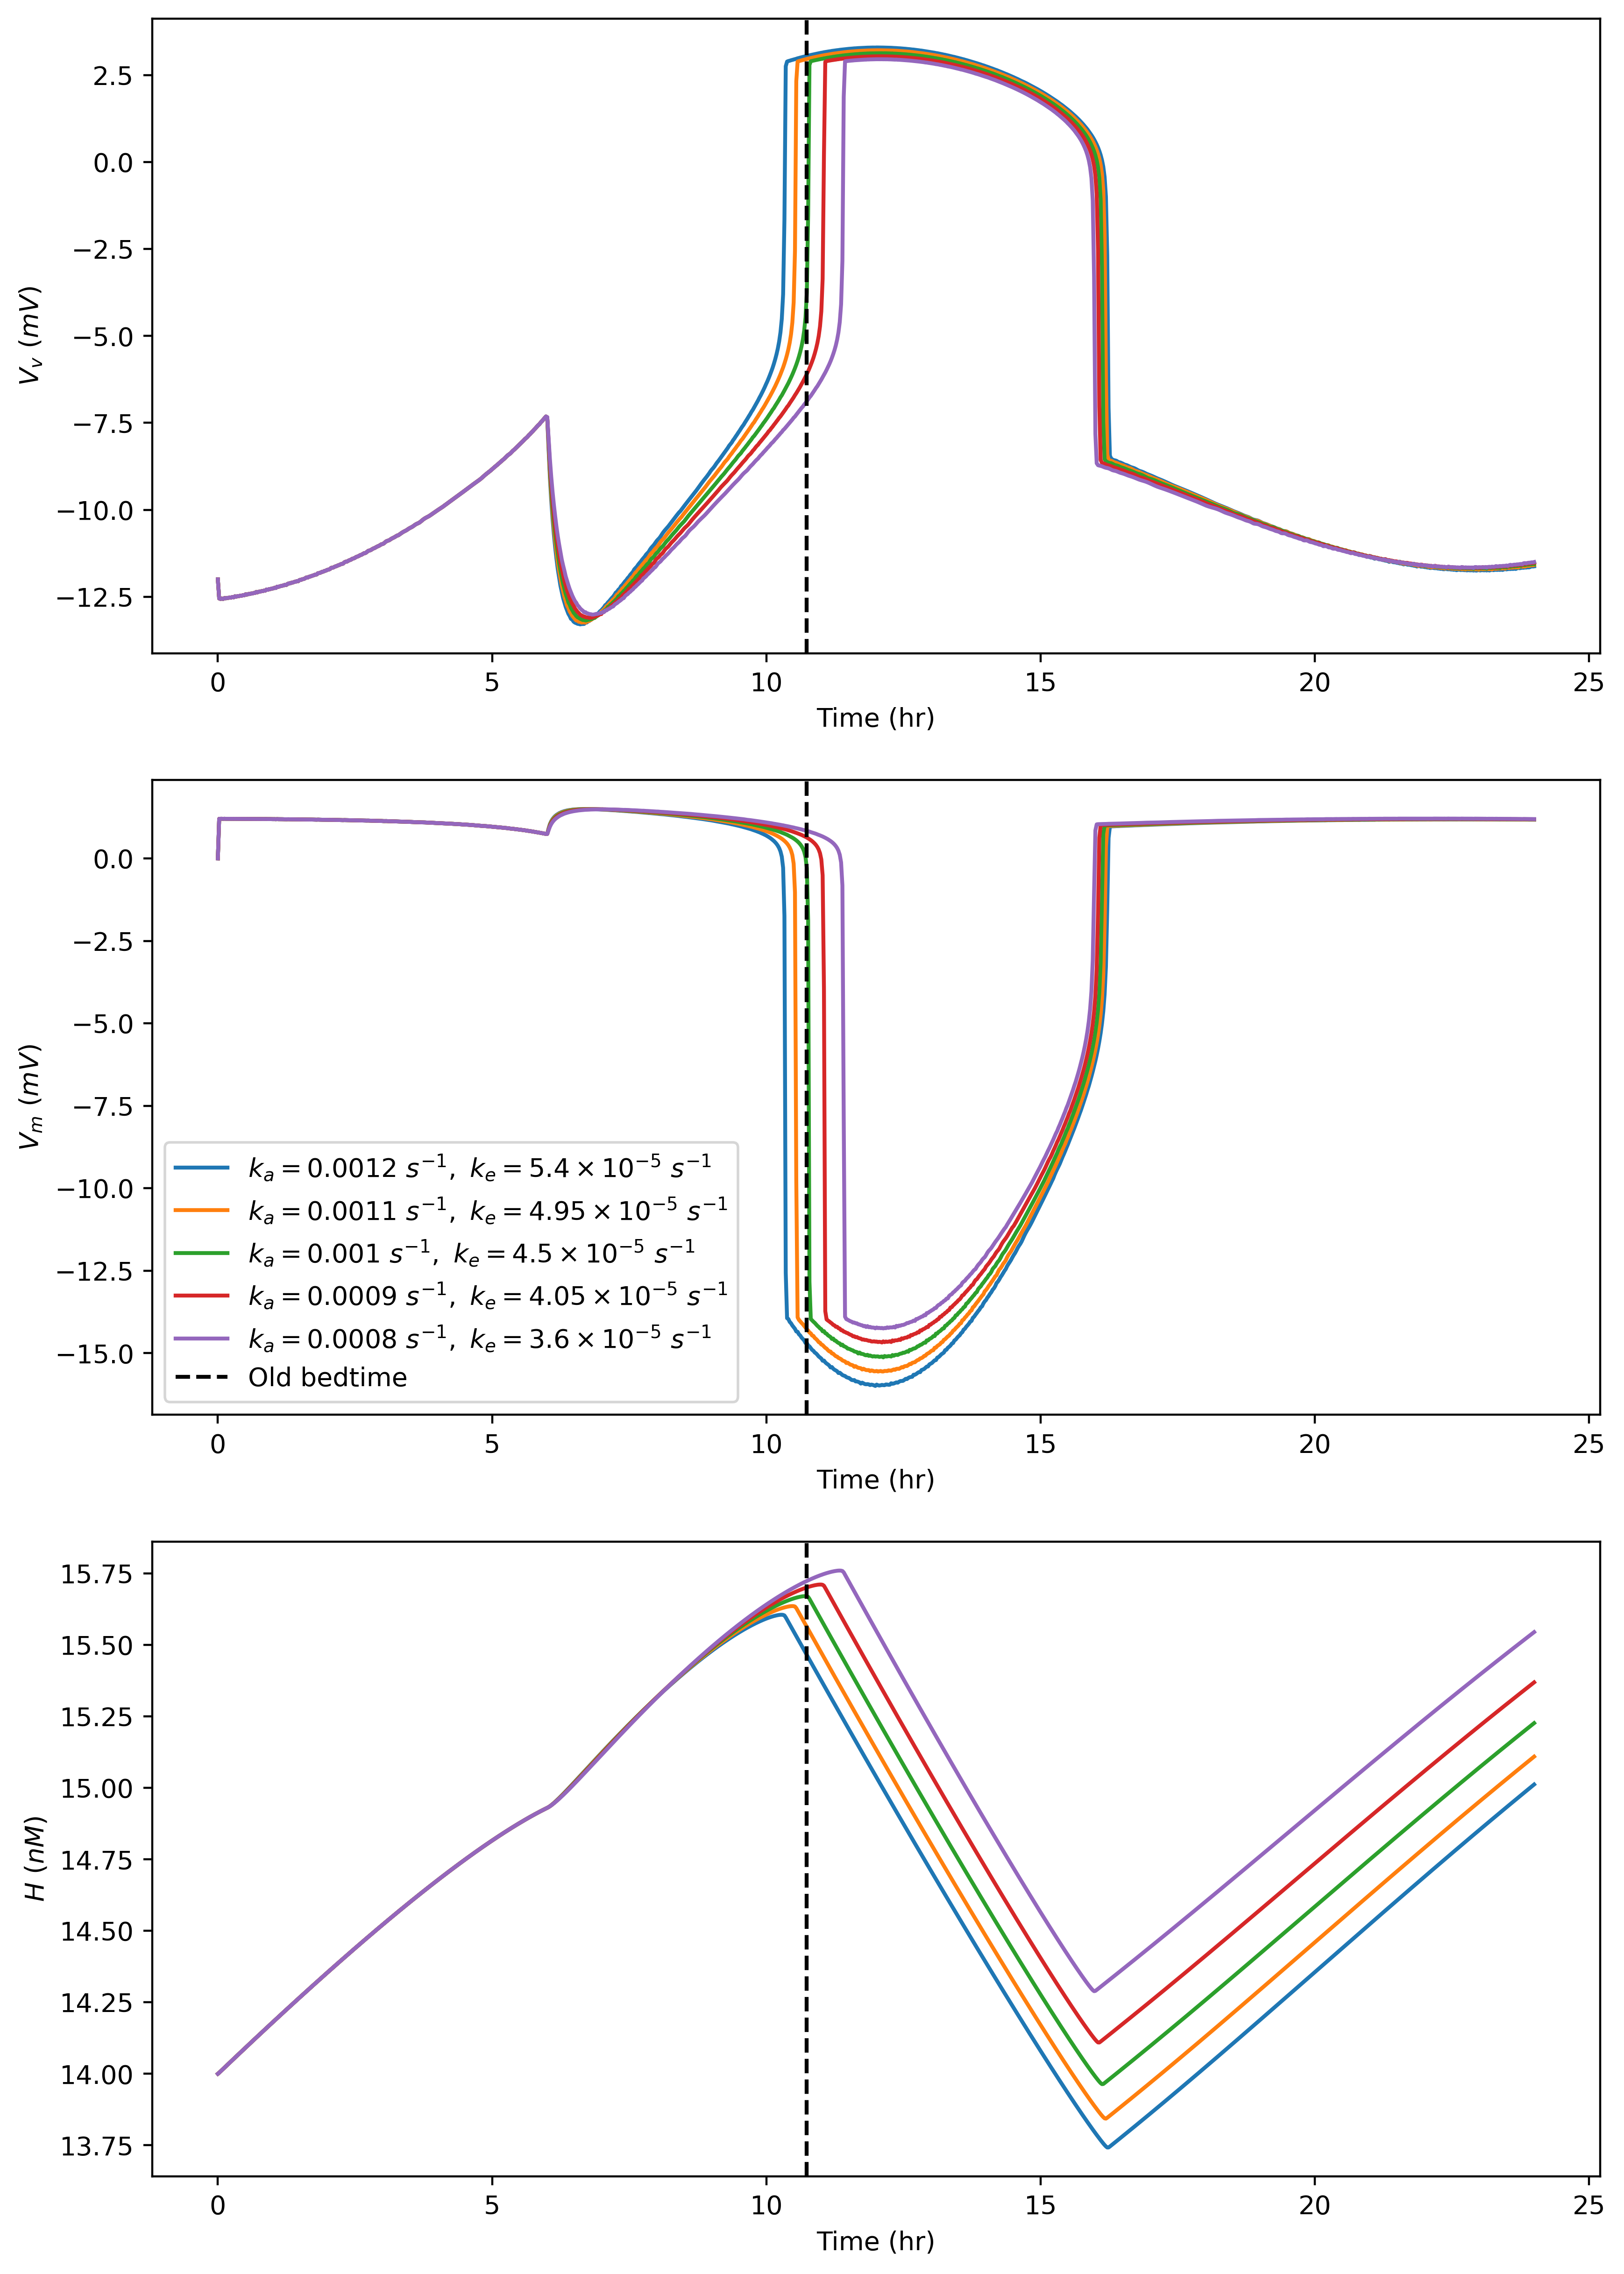 2.5
0.0
−2.5
−5.0
−7.5
−10.0
−12.5
V_v (mV)
0 5 10 15 20 25
Time (hr)
0.0
−2.5
−5.0
−7.5
−10.0
−12.5
−15.0
V_m (mV)
k_a = 0.0012 s^{−1}, k_e = 5.4 × 10^{−5} s^{−1}
k_a = 0.0011 s^{−1}, k_e = 4.95 × 10^{−5} s^{−1}
k_a = 0.001 s^{−1}, k_e = 4.5 × 10^{−5} s^{−1}
k_a = 0.0009 s^{−1}, k_e = 4.05 × 10^{−5} s^{−1}
k_a = 0.0008 s^{−1}, k_e = 3.6 × 10^{−5} s^{−1}
Old bedtime
0 5 10 15 20 25
Time (hr)
15.75
15.50
15.25
15.00
14.75
14.50
14.25
14.00
13.75
H (nM)
0 5 10 15 20 25
Time (hr)